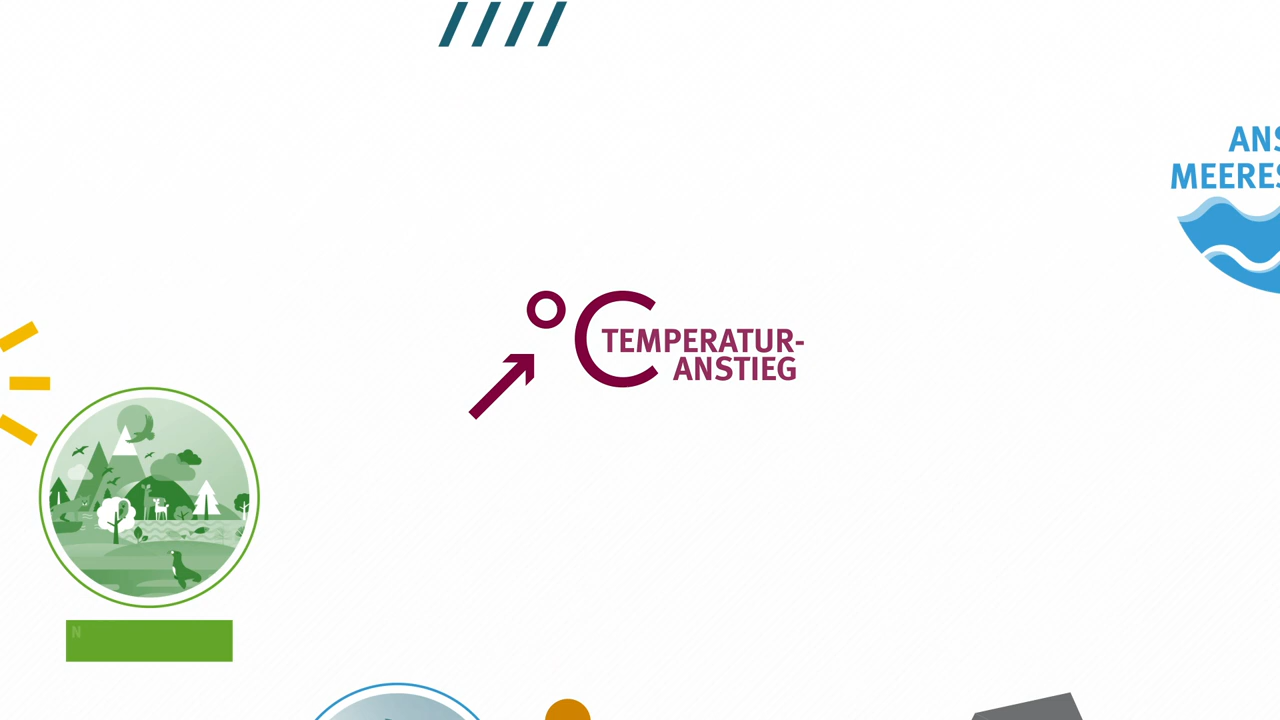 ANS
MEERES
°C
TEMPERATUR-
ANSTIEG
N